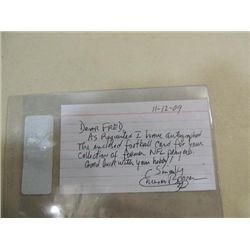 11-12-09
Dear FRED,
As Requested I have autographed
The enclosed football Card for your
Collection of former NFL players.
Good luck with your hobby,
Sincerely